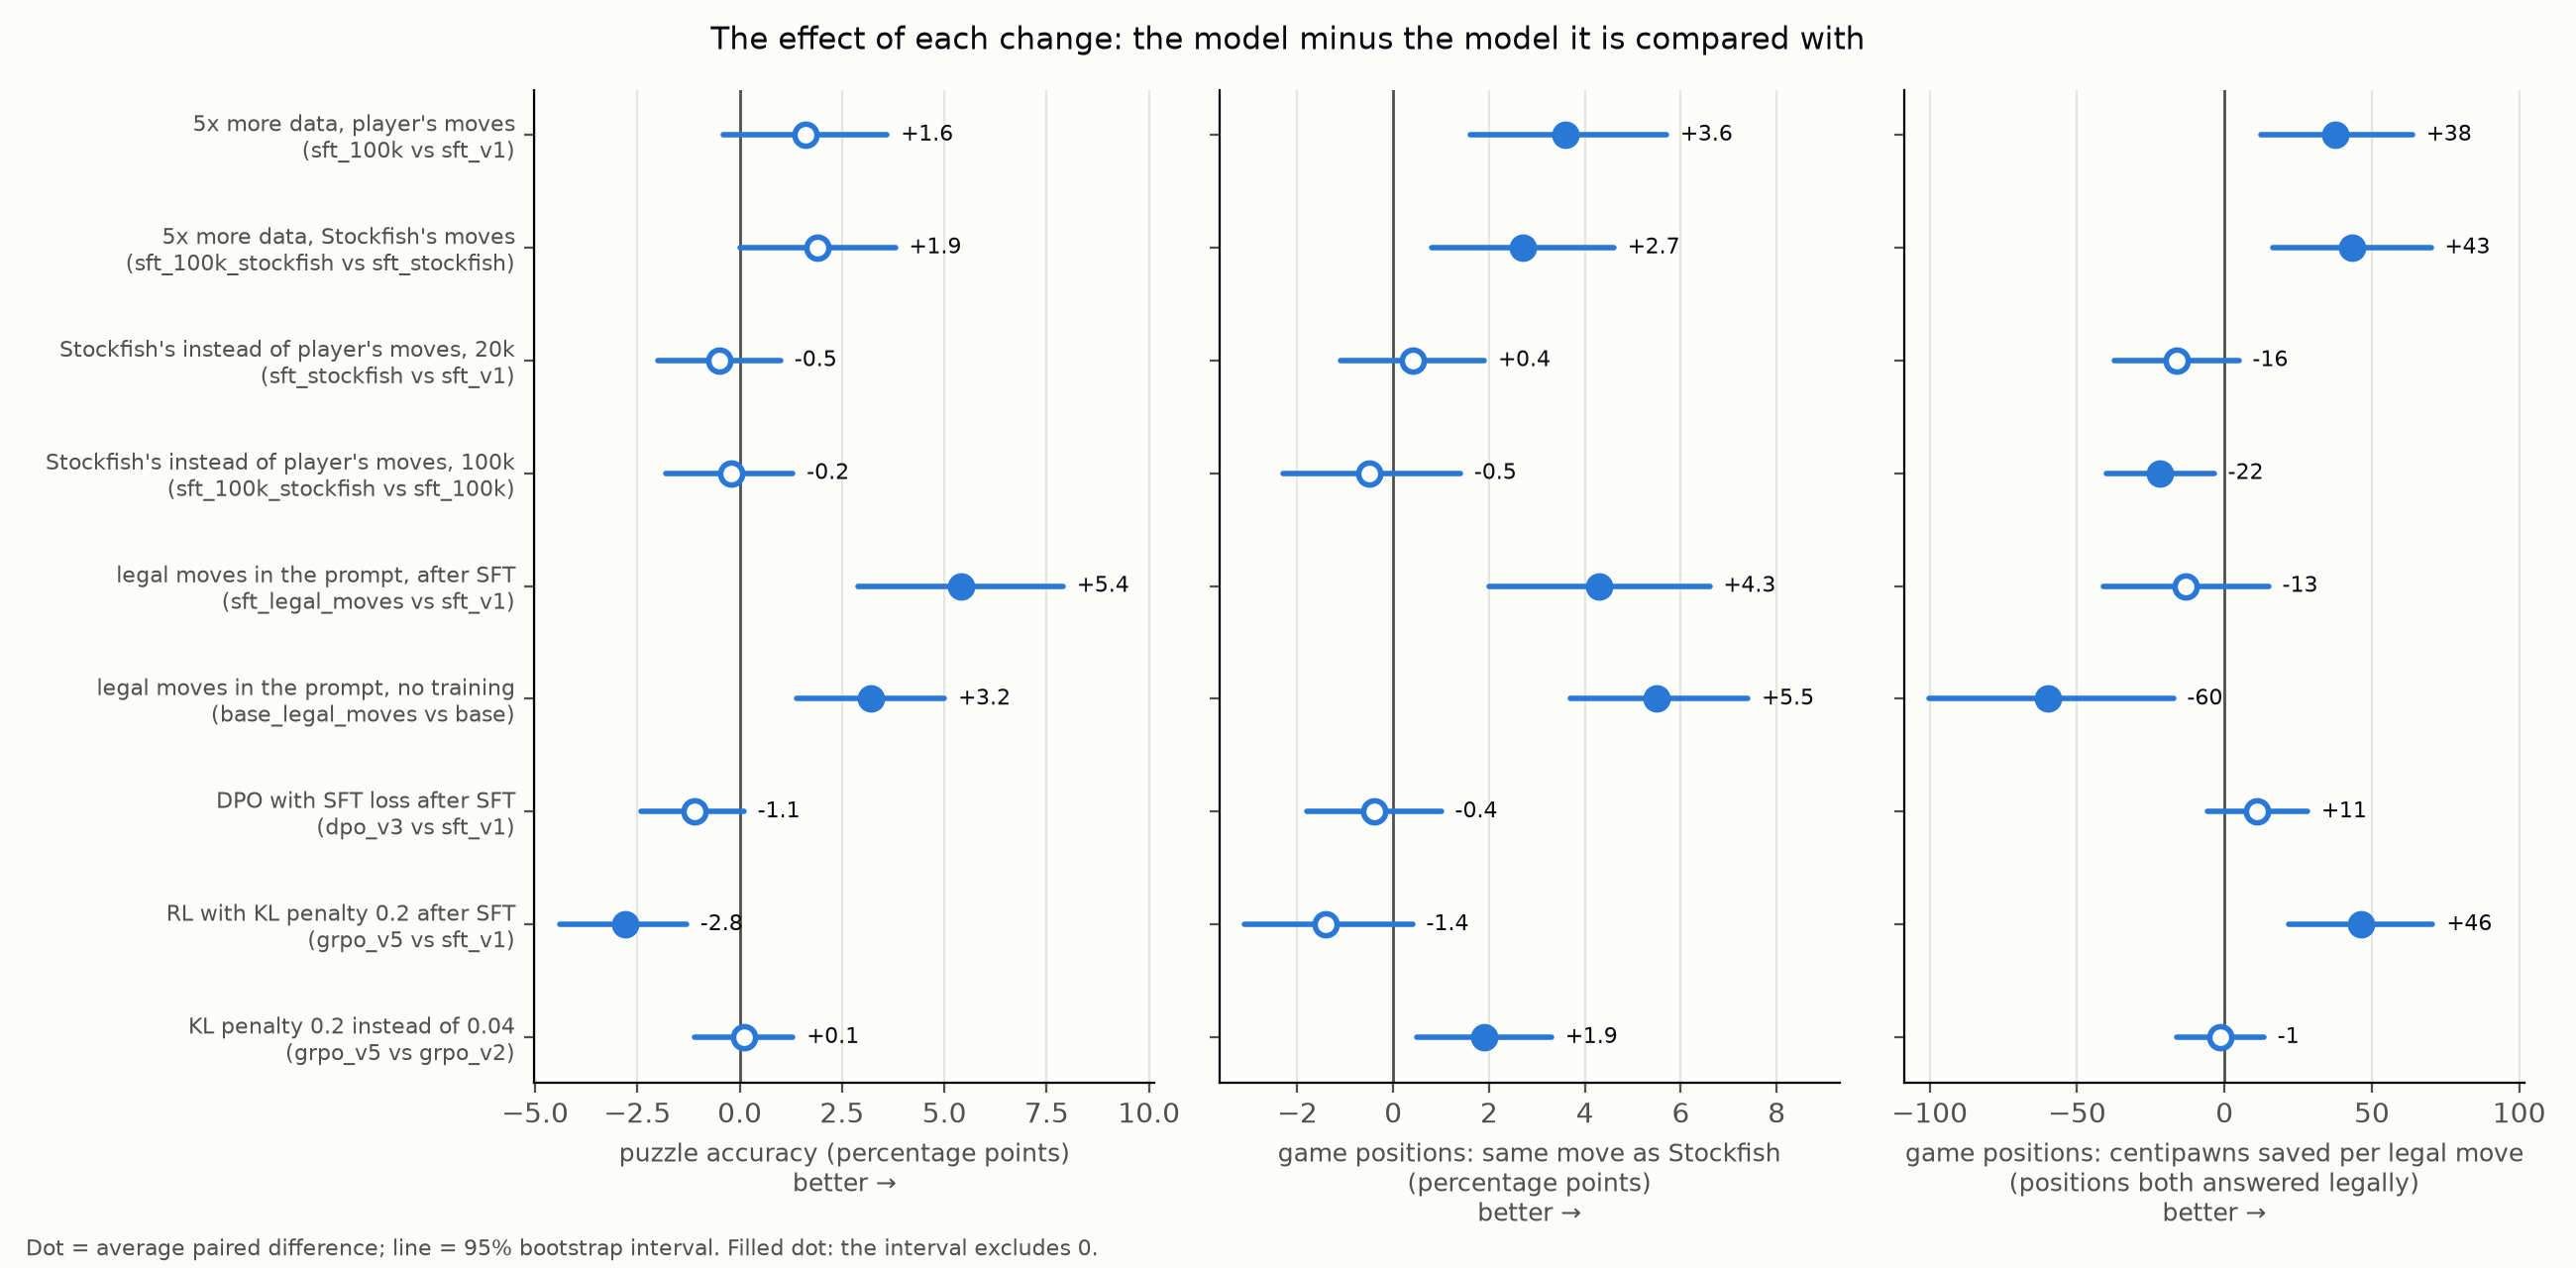 The effect of each change: the model minus the model it is compared with
5x more data, player's moves
(sft_100k vs sft_v1)
+1.6
+3.6
+38
5x more data, Stockfish's moves
(sft_100k_stockfish vs sft_stockfish)
+1.9
+2.7
+43
Stockfish's instead of player's moves, 20k
(sft_stockfish vs sft_v1)
-0.5
+0.4
-16
Stockfish's instead of player's moves, 100k
(sft_100k_stockfish vs sft_100k)
-0.2
-0.5
-22
legal moves in the prompt, after SFT
(sft_legal_moves vs sft_v1)
+5.4
+4.3
-13
legal moves in the prompt, no training
(base_legal_moves vs base)
+3.2
+5.5
-60
DPO with SFT loss after SFT
(dpo_v3 vs sft_v1)
-1.1
-0.4
+11
RL with KL penalty 0.2 after SFT
(grpo_v5 vs sft_v1)
-2.8
-1.4
+46
KL penalty 0.2 instead of 0.04
(grpo_v5 vs grpo_v2)
+0.1
+1.9
-1
−5.0 −2.5 0.0 2.5 5.0 7.5 10.0
puzzle accuracy (percentage points)
better →
−2 0 2 4 6 8
game positions: same move as Stockfish
(percentage points)
better →
−100 −50 0 50 100
game positions: centipawns saved per legal move
(positions both answered legally)
better →
Dot = average paired difference; line = 95% bootstrap interval. Filled dot: the interval excludes 0.